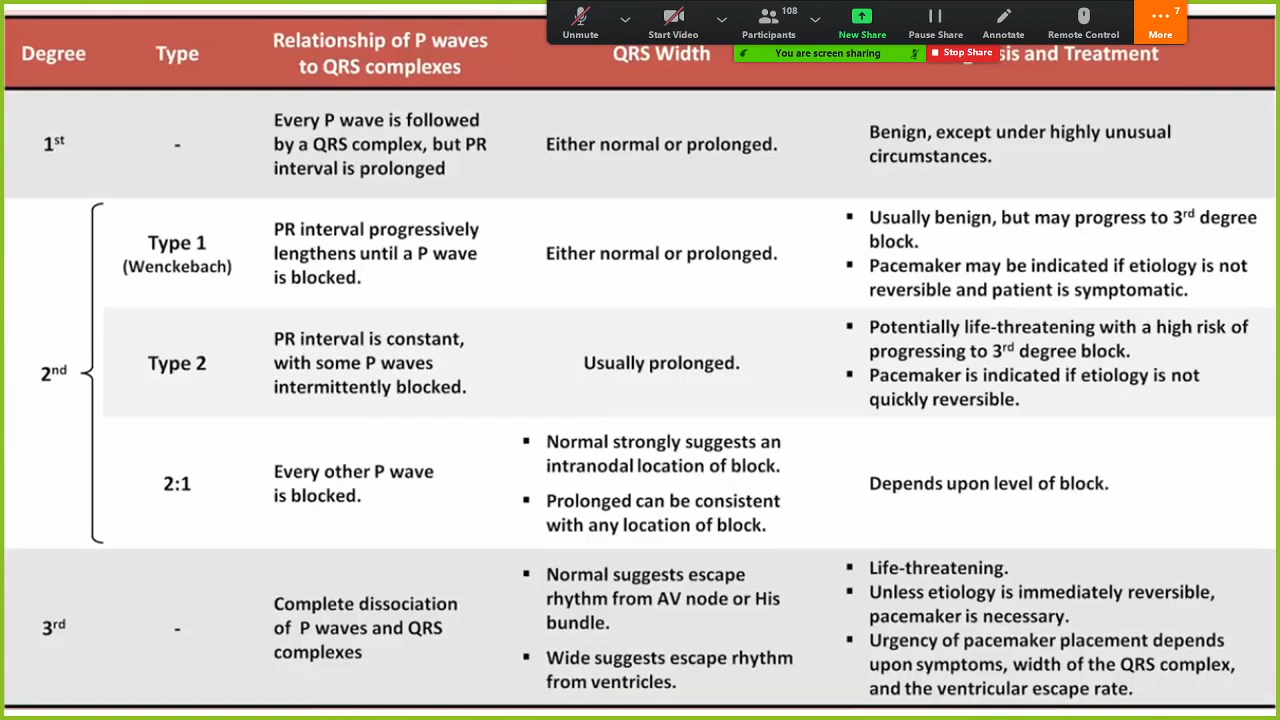 Unmute
Start Video
108
Participants
New Share
Pause Share
Annotate
Remote Control
7
More
You are screen sharing
Stop Share
Degree
Type
Relationship of P waves
to QRS complexes
QRS Width
and Treatment
1st
-
Every P wave is followed
by a QRS complex, but PR
interval is prolonged
Either normal or prolonged.
Benign, except under highly unusual
circumstances.
2nd
Type 1
(Wenckebach)
PR interval progressively
lengthens until a P wave
is blocked.
Either normal or prolonged.
▪ Usually benign, but may progress to 3rd degree
block.
▪ Pacemaker may be indicated if etiology is not
reversible and patient is symptomatic.
Type 2
PR interval is constant,
with some P waves
intermittently blocked.
Usually prolonged.
▪ Potentially life-threatening with a high risk of
progressing to 3rd degree block.
▪ Pacemaker is indicated if etiology is not
quickly reversible.
2:1
Every other P wave
is blocked.
▪ Normal strongly suggests an
intranodal location of block.
▪ Prolonged can be consistent
with any location of block.
Depends upon level of block.
3rd
-
Complete dissociation
of P waves and QRS
complexes
▪ Normal suggests escape
rhythm from AV node or His
bundle.
▪ Wide suggests escape rhythm
from ventricles.
▪ Life-threatening.
▪ Unless etiology is immediately reversible,
pacemaker is necessary.
▪ Urgency of pacemaker placement depends
upon symptoms, width of the QRS complex,
and the ventricular escape rate.